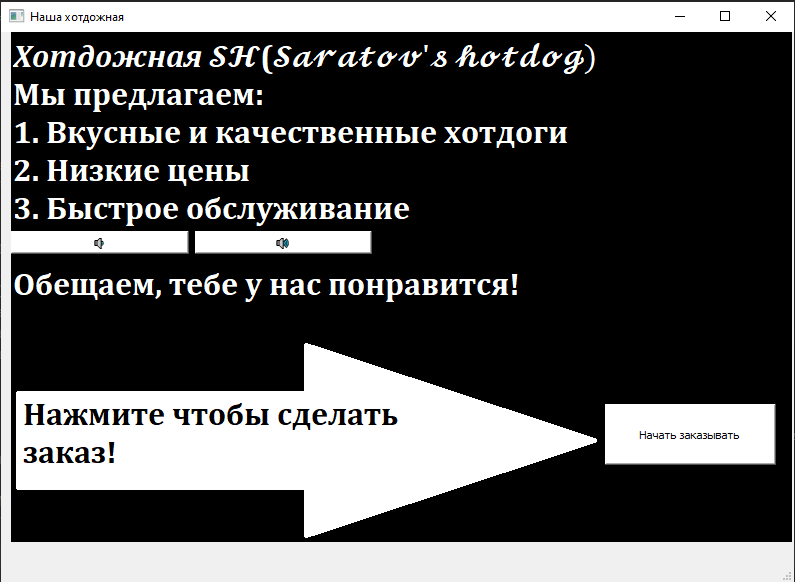 Наша хотдожная
Хотдожная SH(Saratov's hotdog)
Мы предлагаем:
1. Вкусные и качественные хотдоги
2. Низкие цены
3. Быстрое обслуживание
Обещаем, тебе у нас понравится!
Нажмите чтобы сделать
заказ!
Начать заказывать